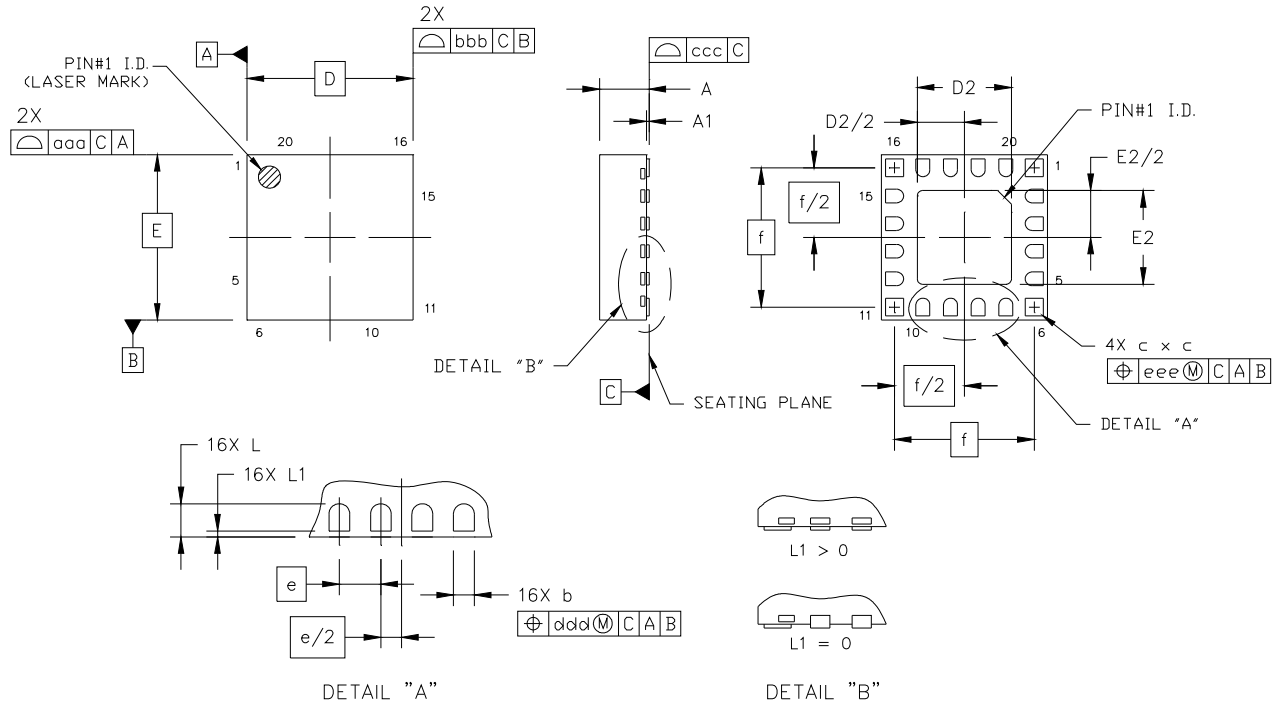 2X
bbb C B
A
PIN#1 I.D.
(LASER MARK)
D
2X
aaa C A
20
16
1
15
E
5
11
6
10
B
ccc C
A
A1
DETAIL "B"
C
SEATING PLANE
D2
D2/2
PIN#1 I.D.
16
20
1
E2/2
15
f/2
f
E2
5
11
10
6
4X c x c
eee Ⓜ C A B
f/2
DETAIL "A"
f
16X L
16X L1
e
16X b
ddd Ⓜ C A B
e/2
DETAIL "A"
L1 > 0
L1 = 0
DETAIL "B"